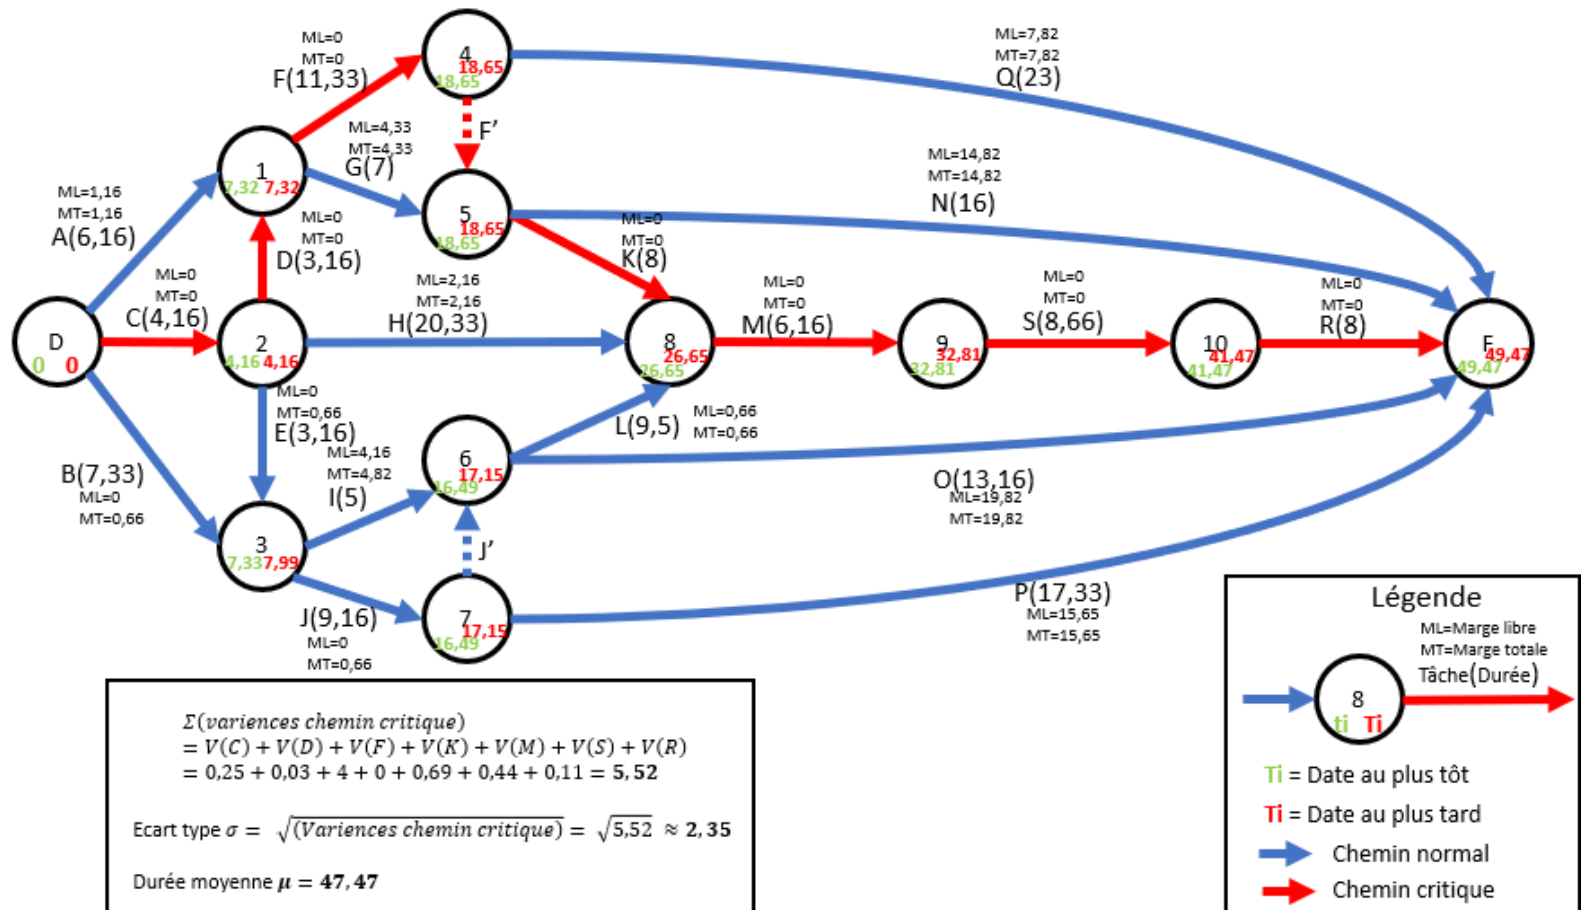 ML=0
MT=0
F(11,33)
4
18,65
18,65
ML=7,82
MT=7,82
Q(23)
F’
ML=4,33
MT=4,33
G(7)
1
7,32 7,32
ML=1,16
MT=1,16
A(6,16)
ML=0
MT=0
D(3,16)
5
18,65
18,65
ML=14,82
MT=14,82
N(16)
ML=0
MT=0
K(8)
D
0 0
ML=0
MT=0
C(4,16)
2
4,16 4,16
ML=2,16
MT=2,16
H(20,33)
8
26,65
26,65
ML=0
MT=0
M(6,16)
9
32,81
32,81
ML=0
MT=0
S(8,66)
10
41,47
41,47
ML=0
MT=0
R(8)
F
49,47
49,47
ML=0
MT=0,66
E(3,16)
ML=4,16
MT=4,82
I(5)
6
17,15
16,49
L(9,5)
ML=0,66
MT=0,66
B(7,33)
ML=0
MT=0,66
3
7,33 7,99
J’
O(13,16)
ML=19,82
MT=19,82
J(9,16)
ML=0
MT=0,66
7
17,15
16,49
P(17,33)
ML=15,65
MT=15,65
Σ(variences chemin critique)
= V(C) + V(D) + V(F) + V(K) + V(M) + V(S) + V(R)
= 0,25 + 0,03 + 4 + 0 + 0,69 + 0,44 + 0,11 = 5,52
Ecart type σ = √(Variences chemin critique) = √5,52 ≈ 2,35
Durée moyenne μ = 47,47
Légende
ML=Marge libre
MT=Marge totale
Tâche(Durée)
8
ti Ti
Ti = Date au plus tôt
Ti = Date au plus tard
Chemin normal
Chemin critique